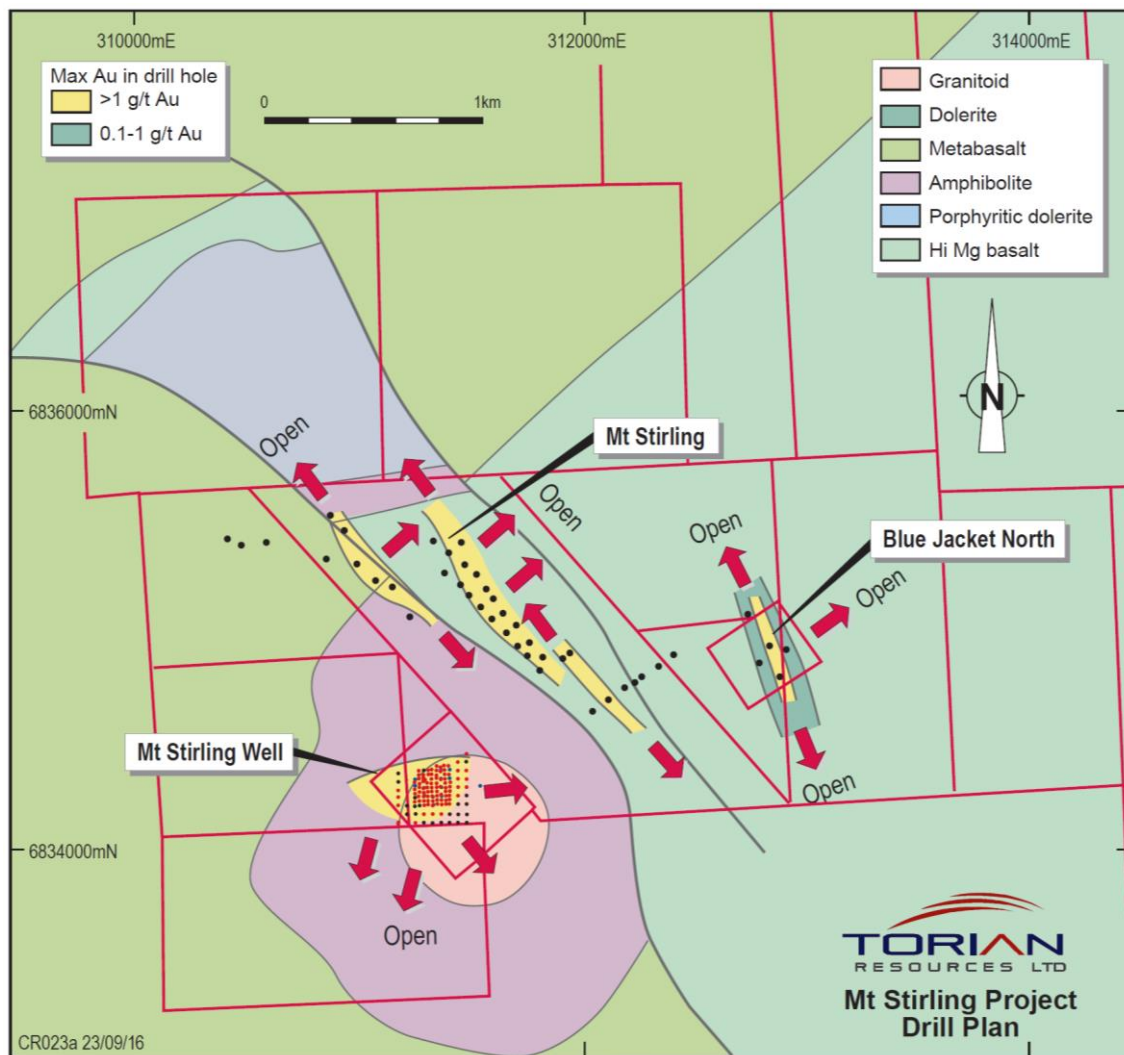 310000mE
312000mE
314000mE
Max Au in drill hole
>1 g/t Au
0.1-1 g/t Au
0
1km
Granitoid
Dolerite
Metabasalt
Amphibolite
Porphyritic dolerite
Hi Mg basalt
6836000mN
N
Open
Mt Stirling
Open
Open
Blue Jacket North
Open
Mt Stirling Well
Open
6834000mN
Open
TORIAN
RESOURCES LTD
Mt Stirling Project
Drill Plan
CR023a 23/09/16